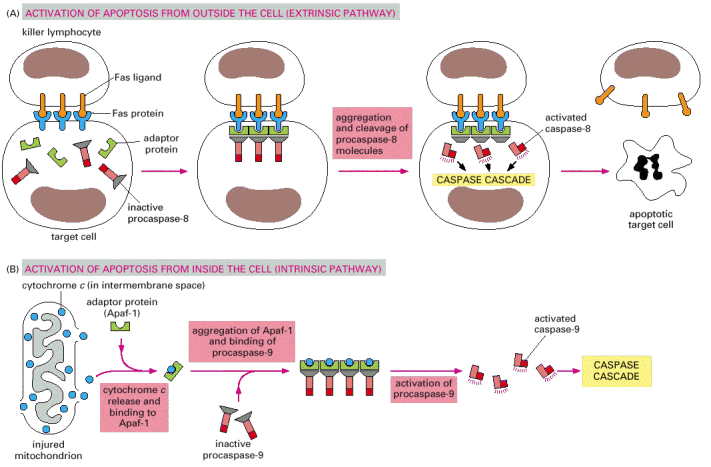 (A) ACTIVATION OF APOPTOSIS FROM OUTSIDE THE CELL (EXTRINSIC PATHWAY)
killer lymphocyte
Fas ligand
Fas protein
adaptor
protein
inactive
procaspase-8
target cell
aggregation
and cleavage of
procaspase-8
molecules
activated
caspase-8
CASPASE CASCADE
apoptotic
target cell
(B) ACTIVATION OF APOPTOSIS FROM INSIDE THE CELL (INTRINSIC PATHWAY)
cytochrome c (in intermembrane space)
adaptor protein
(Apaf-1)
injured
mitochondrion
cytochrome c
release and
binding to
Apaf-1
aggregation of Apaf-1
and binding of
procaspase-9
inactive
procaspase-9
activation of
procaspase-9
activated
caspase-9
CASPASE
CASCADE